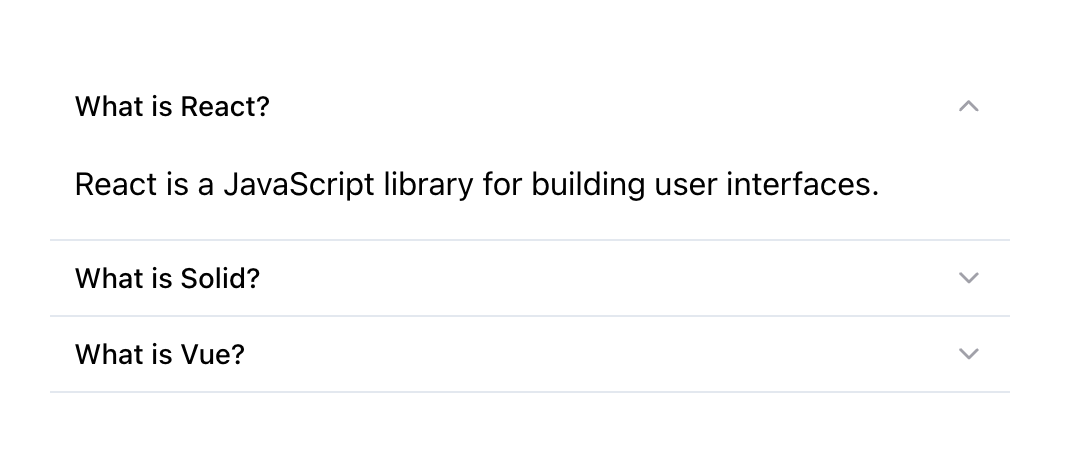 What is React?
React is a JavaScript library for building user interfaces.
What is Solid?
What is Vue?